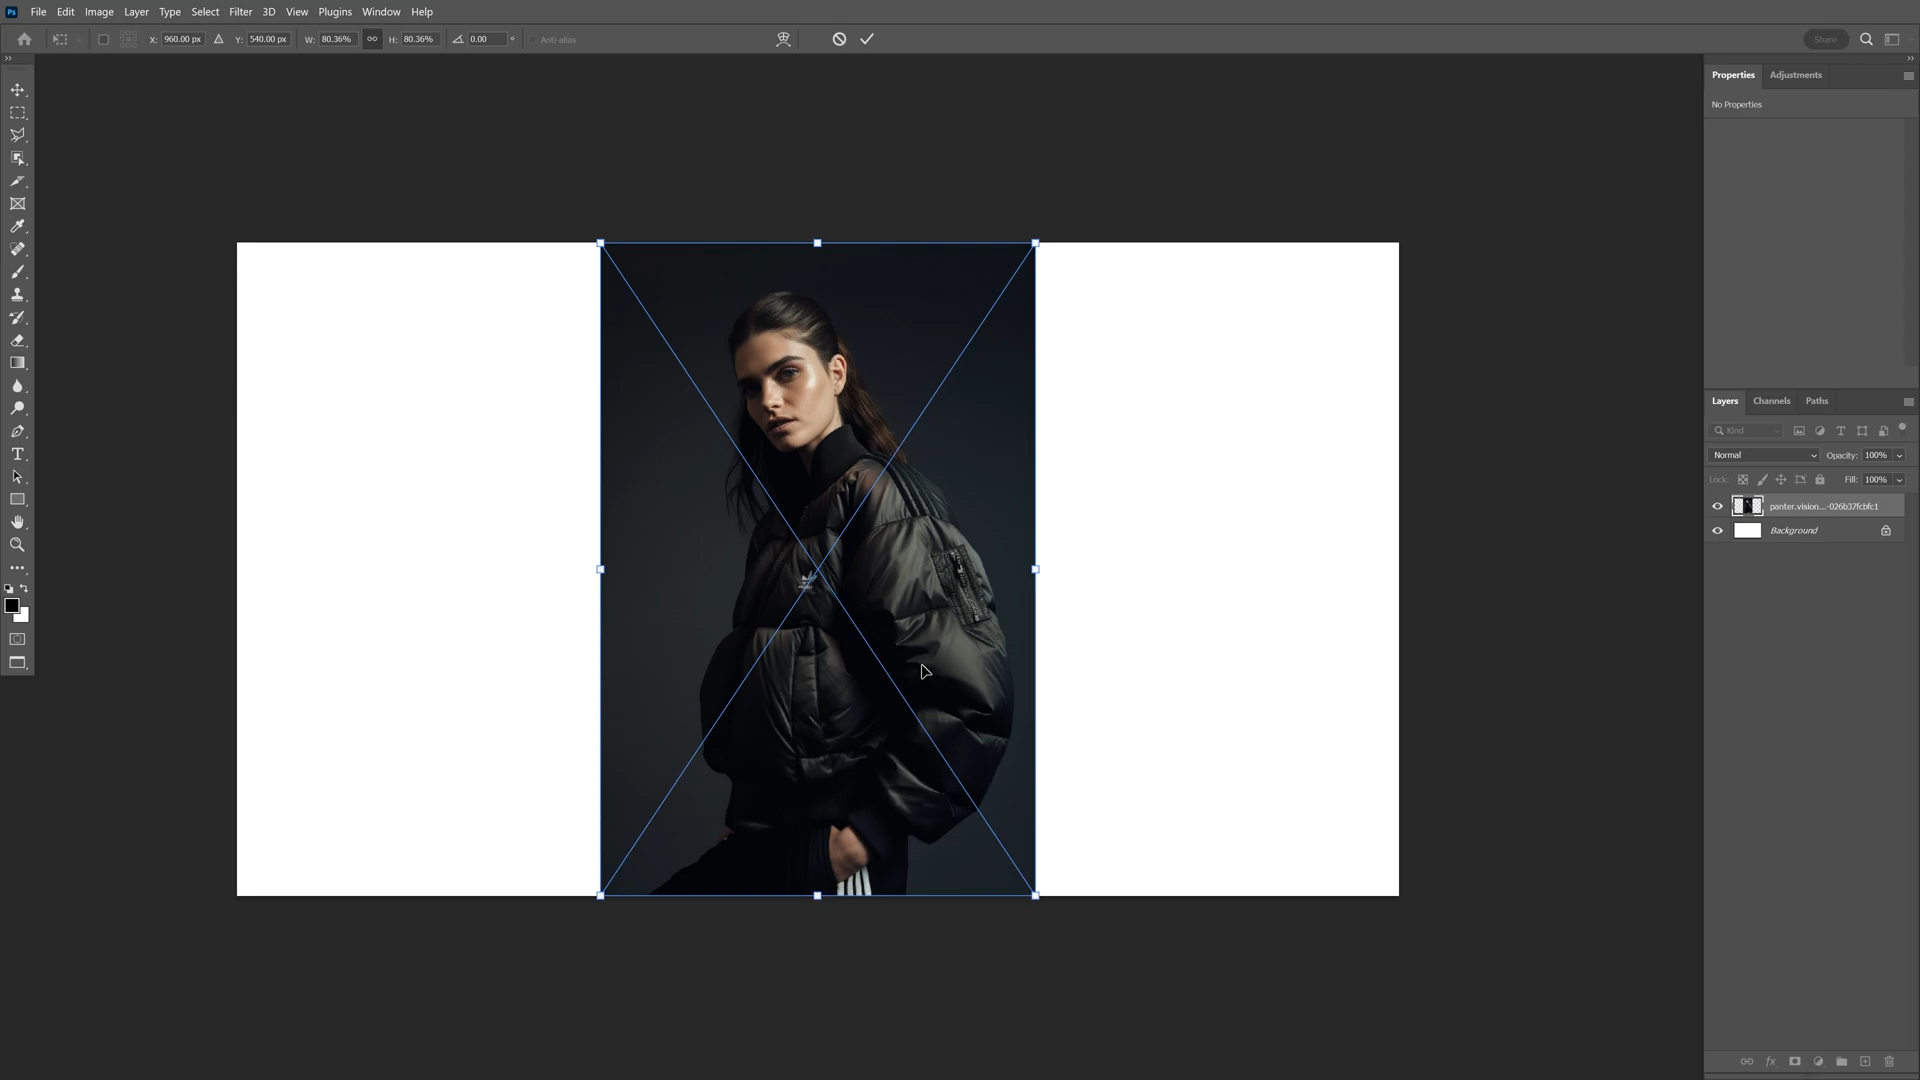 Ps File Edit Image Layer Type Select Filter 3D View Plugins Window Help
X: 960.00 px Y: 540.00 px W: 80.36% H: 80.36% 0.00 ° Anti-alias Share
Properties Adjustments
No Properties
Layers Channels Paths
Kind
Normal Opacity: 100%
Lock: Fill: 100%
panter.vision...-026b37fcbfc1
Background
T
fx